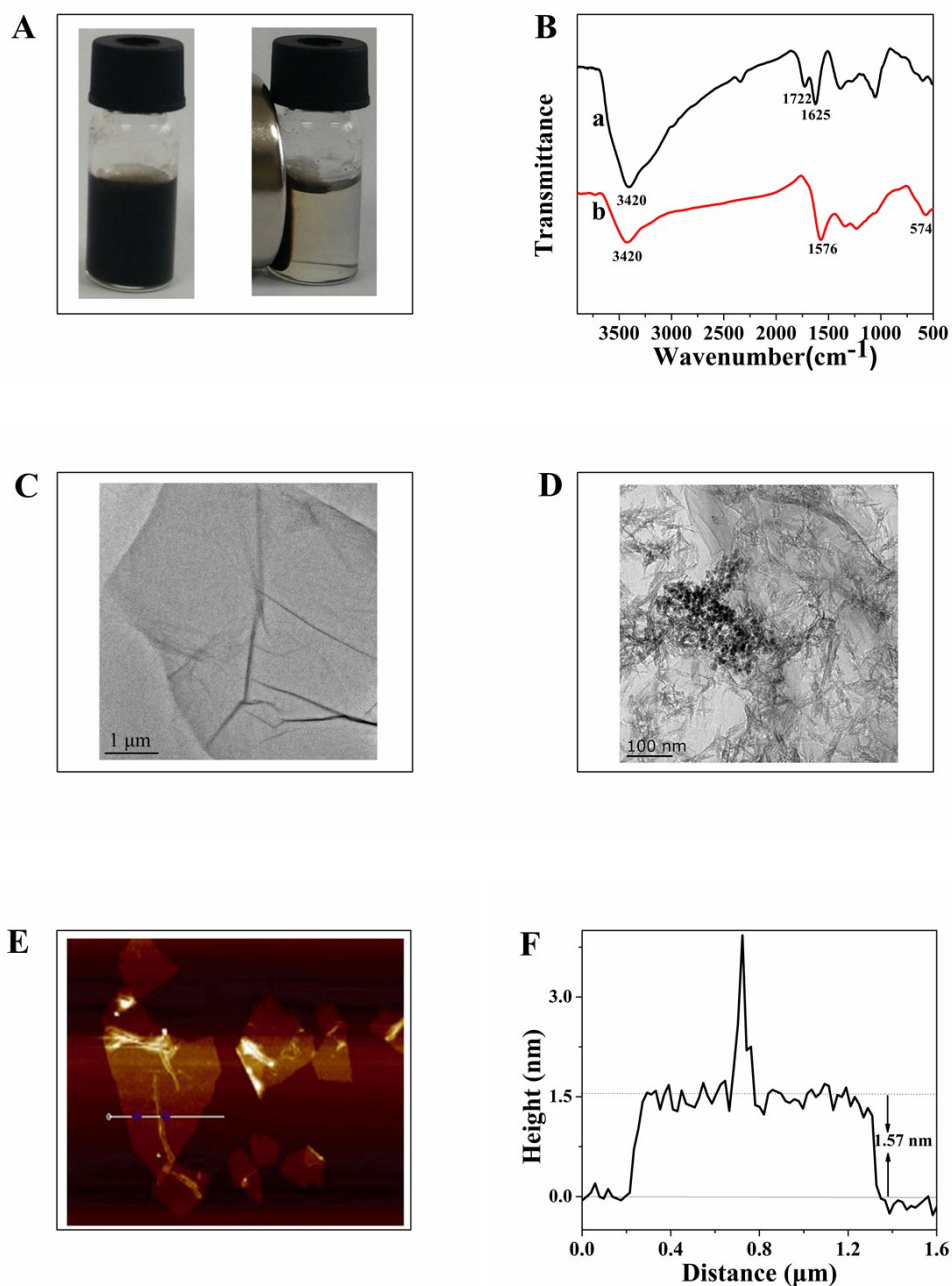 A
B
Transmittance
a
b
1722
1625
3420
3420
1576
574
3500 3000 2500 2000 1500 1000 500
Wavenumber(cm-1)
C
1 μm
D
100 nm
E
F
Height (nm)
3.0
1.5
0.0
1.57 nm
0.0 0.4 0.8 1.2 1.6
Distance (μm)